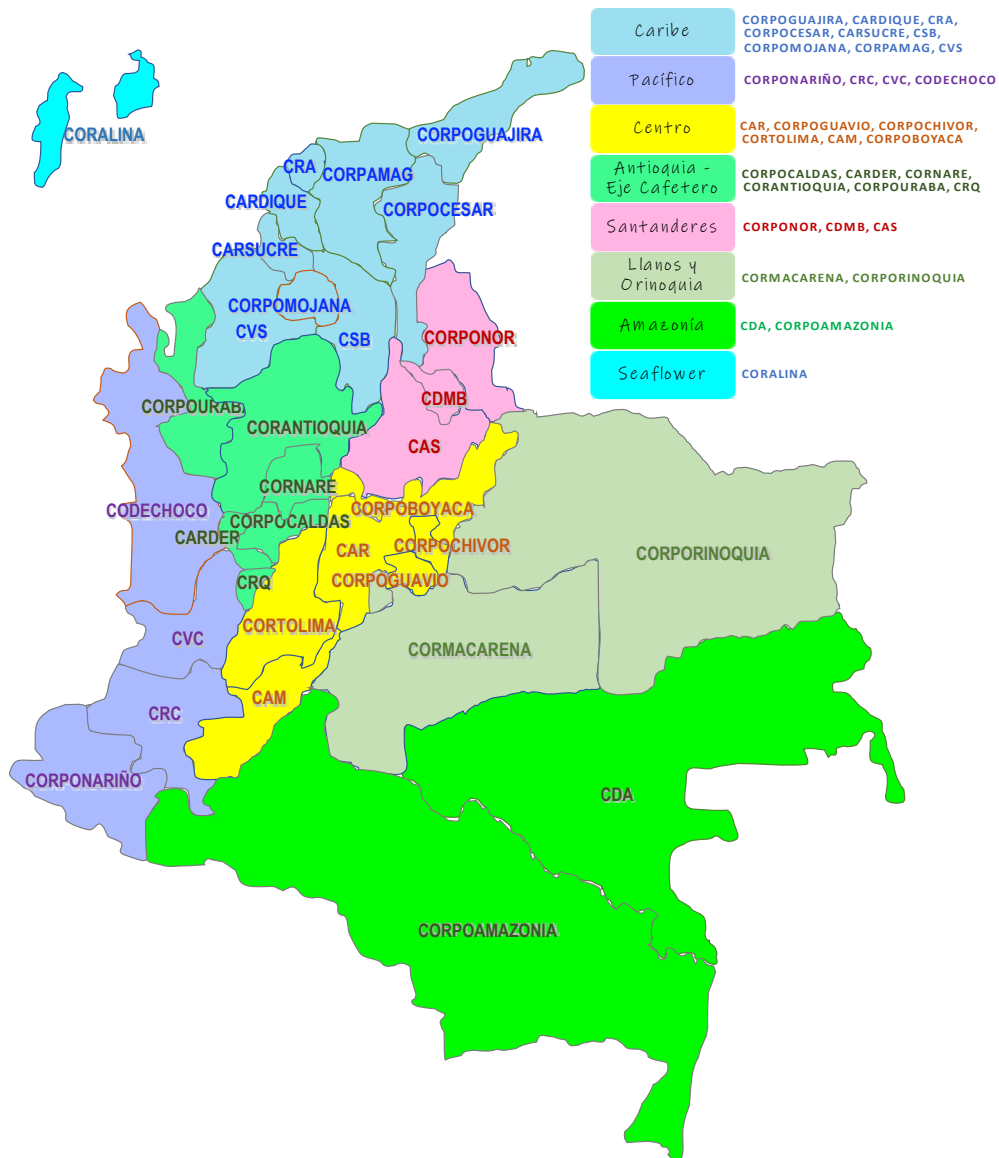 Caribe
CORPOGUAJIRA, CARDIQUE, CRA,
CORPOCESAR, CARSUCRE, CSB,
CORPOMOJANA, CORPAMAG, CVS
Pacífico
CORPONARIÑO, CRC, CVC, CODECHOCO
Centro
CAR, CORPOGUAVIO, CORPOCHIVOR,
CORTOLIMA, CAM, CORPOBOYACA
Antioquia -
Eje Cafetero
CORPOCALDAS, CARDER, CORNARE,
CORANTIOQUIA, CORPOURABA, CRQ
Santanderes
CORPONOR, CDMB, CAS
Llanos y
Orinoquia
CORMACARENA, CORPORINOQUIA
Amazonía
CDA, CORPOAMAZONIA
Seaflower
CORALINA
CORALINA
CORPOGUAJIRA
CRA
CORPAMAG
CARDIQUE
CORPOCESAR
CARSUCRE
CORPOMOJANA
CVS
CSB
CORPONOR
CDMB
CORPOURAB
CORANTIOQUIA
CAS
CORNARE
CODECHOCO
CORPOBOYACA
CORPOCALDAS
CARDER
CAR
CORPOCHIVOR
CORPORINOQUIA
CRQ
CORPOGUAVIO
CORTOLIMA
CVC
CORMACARENA
CAM
CRC
CORPONARIÑO
CDA
CORPOAMAZONIA